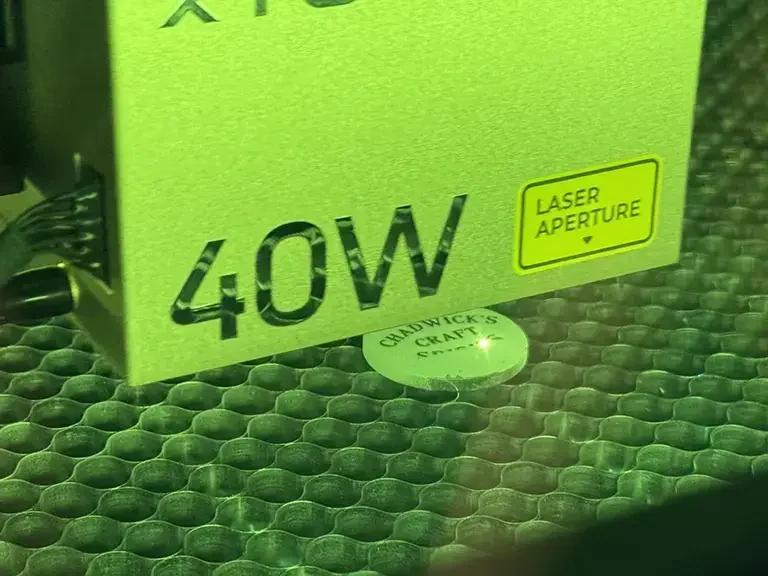 40W
LASER
APERTURE
CHADWICK'S
CRAFT